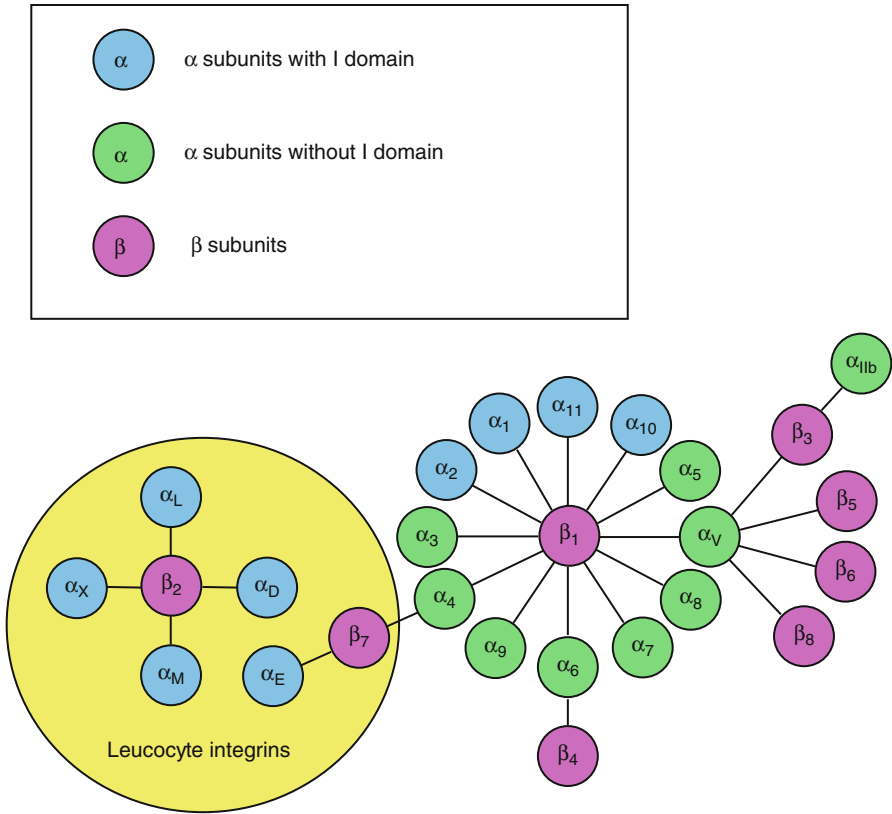 α α subunits with I domain
α α subunits without I domain
β β subunits
αIIb
α11
α1 α10
β3
α2 α5
αL
β5
α3 β1 αV
β6
αX β2 αD
α4 α8
β7 β8
α9 α7
αM αE α6
Leucocyte integrins
β4